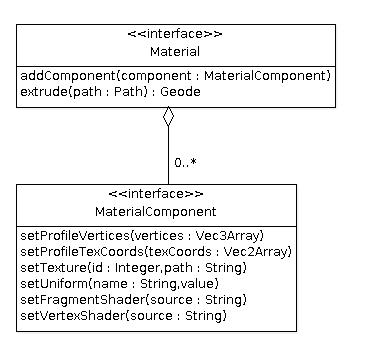 <<interface>>
Material
addComponent(component : MaterialComponent)
extrude(path : Path) : Geode
0..*
<<interface>>
MaterialComponent
setProfileVertices(vertices : Vec3Array)
setProfileTexCoords(texCoords : Vec2Array)
setTexture(id : Integer,path : String)
setUniform(name : String,value)
setFragmentShader(source : String)
setVertexShader(source : String)